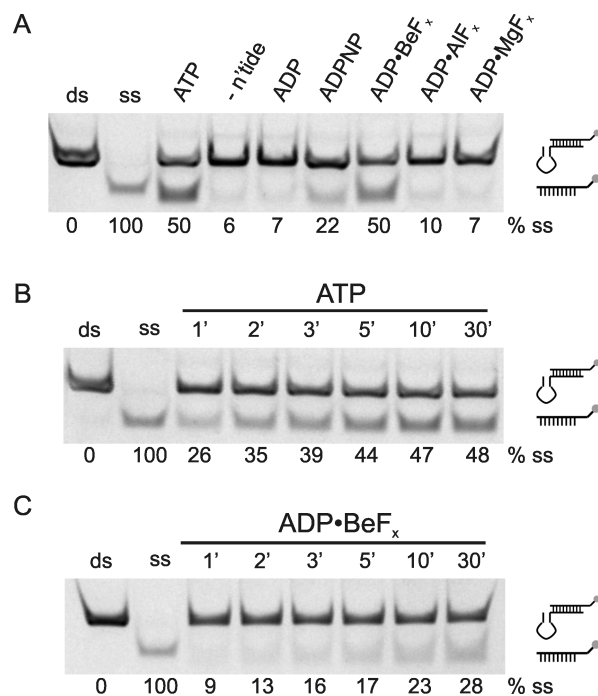 A
ds ss ATP - n'tide ADP ADPNP ADP•BeFₓ ADP•AlFₓ ADP•MgFₓ
0 100 50 6 7 22 50 10 7 % ss
B
ATP
ds ss 1’ 2’ 3’ 5’ 10’ 30’
0 100 26 35 39 44 47 48 % ss
C
ADP•BeFₓ
ds ss 1’ 2’ 3’ 5’ 10’ 30’
0 100 9 13 16 17 23 28 % ss